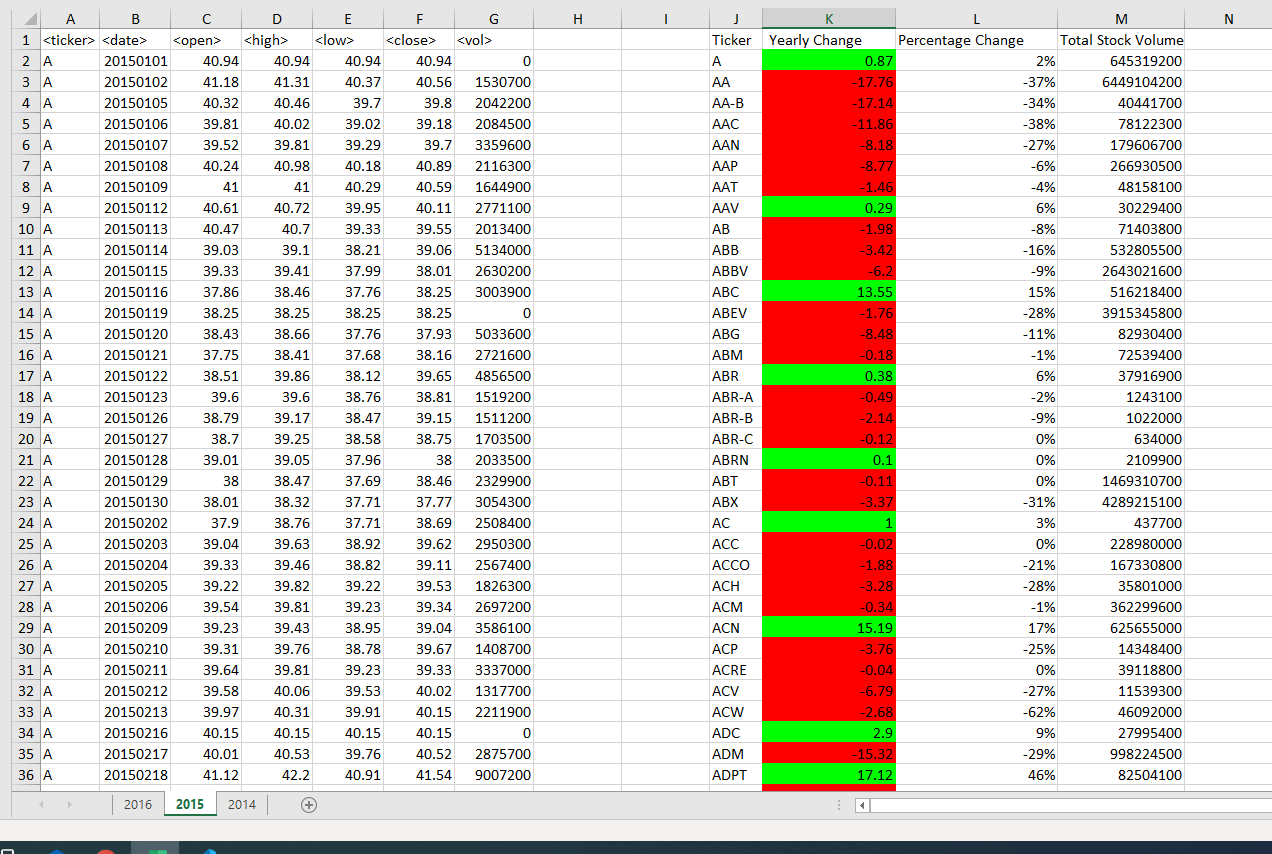 A B C D E F G H I J K L M N
1 <ticker> <date> <open> <high> <low> <close> <vol> Ticker Yearly Change Percentage Change Total Stock Volume
2 A 20150101 40.94 40.94 40.94 40.94 0 A 0.87 2% 645319200
3 A 20150102 41.18 41.31 40.37 40.56 1530700 AA -17.76 -37% 6449104200
4 A 20150105 40.32 40.46 39.7 39.8 2042200 AA-B -17.14 -34% 40441700
5 A 20150106 39.81 40.02 39.02 39.18 2084500 AAC -11.86 -38% 78122300
6 A 20150107 39.52 39.81 39.29 39.7 3359600 AAN -8.18 -27% 179606700
7 A 20150108 40.24 40.98 40.18 40.89 2116300 AAP -8.77 -6% 266930500
8 A 20150109 41 41 40.29 40.59 1644900 AAT -1.46 -4% 48158100
9 A 20150112 40.61 40.72 39.95 40.11 2771100 AAV 0.29 6% 30229400
10 A 20150113 40.47 40.7 39.33 39.55 2013400 AB -1.98 -8% 71403800
11 A 20150114 39.03 39.1 38.21 39.06 5134000 ABB -3.42 -16% 532805500
12 A 20150115 39.33 39.41 37.99 38.01 2630200 ABBV -6.2 -9% 2643021600
13 A 20150116 37.86 38.46 37.76 38.25 3003900 ABC 13.55 15% 516218400
14 A 20150119 38.25 38.25 38.25 38.25 0 ABEV -1.76 -28% 3915345800
15 A 20150120 38.43 38.66 37.76 37.93 5033600 ABG -8.48 -11% 82930400
16 A 20150121 37.75 38.41 37.68 38.16 2721600 ABM -0.18 -1% 72539400
17 A 20150122 38.51 39.86 38.12 39.65 4856500 ABR 0.38 6% 37916900
18 A 20150123 39.6 39.6 38.76 38.81 1519200 ABR-A -0.49 -2% 1243100
19 A 20150126 38.79 39.17 38.47 39.15 1511200 ABR-B -2.14 -9% 1022000
20 A 20150127 38.7 39.25 38.58 38.75 1703500 ABR-C -0.12 0% 634000
21 A 20150128 39.01 39.05 37.96 38 2033500 ABRN 0.1 0% 2109900
22 A 20150129 38 38.47 37.69 38.46 2329900 ABT -0.11 0% 1469310700
23 A 20150130 38.01 38.32 37.71 37.77 3054300 ABX -3.37 -31% 4289215100
24 A 20150202 37.9 38.76 37.71 38.69 2508400 AC 1 3% 437700
25 A 20150203 39.04 39.63 38.92 39.62 2950300 ACC -0.02 0% 228980000
26 A 20150204 39.33 39.46 38.82 39.11 2567400 ACCO -1.88 -21% 167330800
27 A 20150205 39.22 39.82 39.22 39.53 1826300 ACH -3.28 -28% 35801000
28 A 20150206 39.54 39.81 39.23 39.34 2697200 ACM -0.34 -1% 362299600
29 A 20150209 39.23 39.43 38.95 39.04 3586100 ACN 15.19 17% 625655000
30 A 20150210 39.31 39.76 38.78 39.67 1408700 ACP -3.76 -25% 14348400
31 A 20150211 39.64 39.81 39.23 39.33 3337000 ACRE -0.04 0% 39118800
32 A 20150212 39.58 40.06 39.53 40.02 1317700 ACV -6.79 -27% 11539300
33 A 20150213 39.97 40.31 39.91 40.15 2211900 ACW -2.68 -62% 46092000
34 A 20150216 40.15 40.15 40.15 40.15 0 ADC 2.9 9% 27995400
35 A 20150217 40.01 40.53 39.76 40.52 2875700 ADM -15.32 -29% 998224500
36 A 20150218 41.12 42.2 40.91 41.54 9007200 ADPT 17.12 46% 82504100
2016 2015 2014